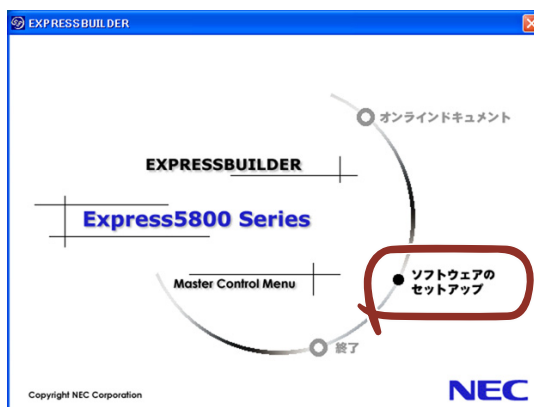 EXPRESSBUILDER
オンラインドキュメント
EXPRESSBUILDER
Express5800 Series
ソフトウェアの
セットアップ
Master Control Menu
終了
Copyright NEC Corporation
NEC